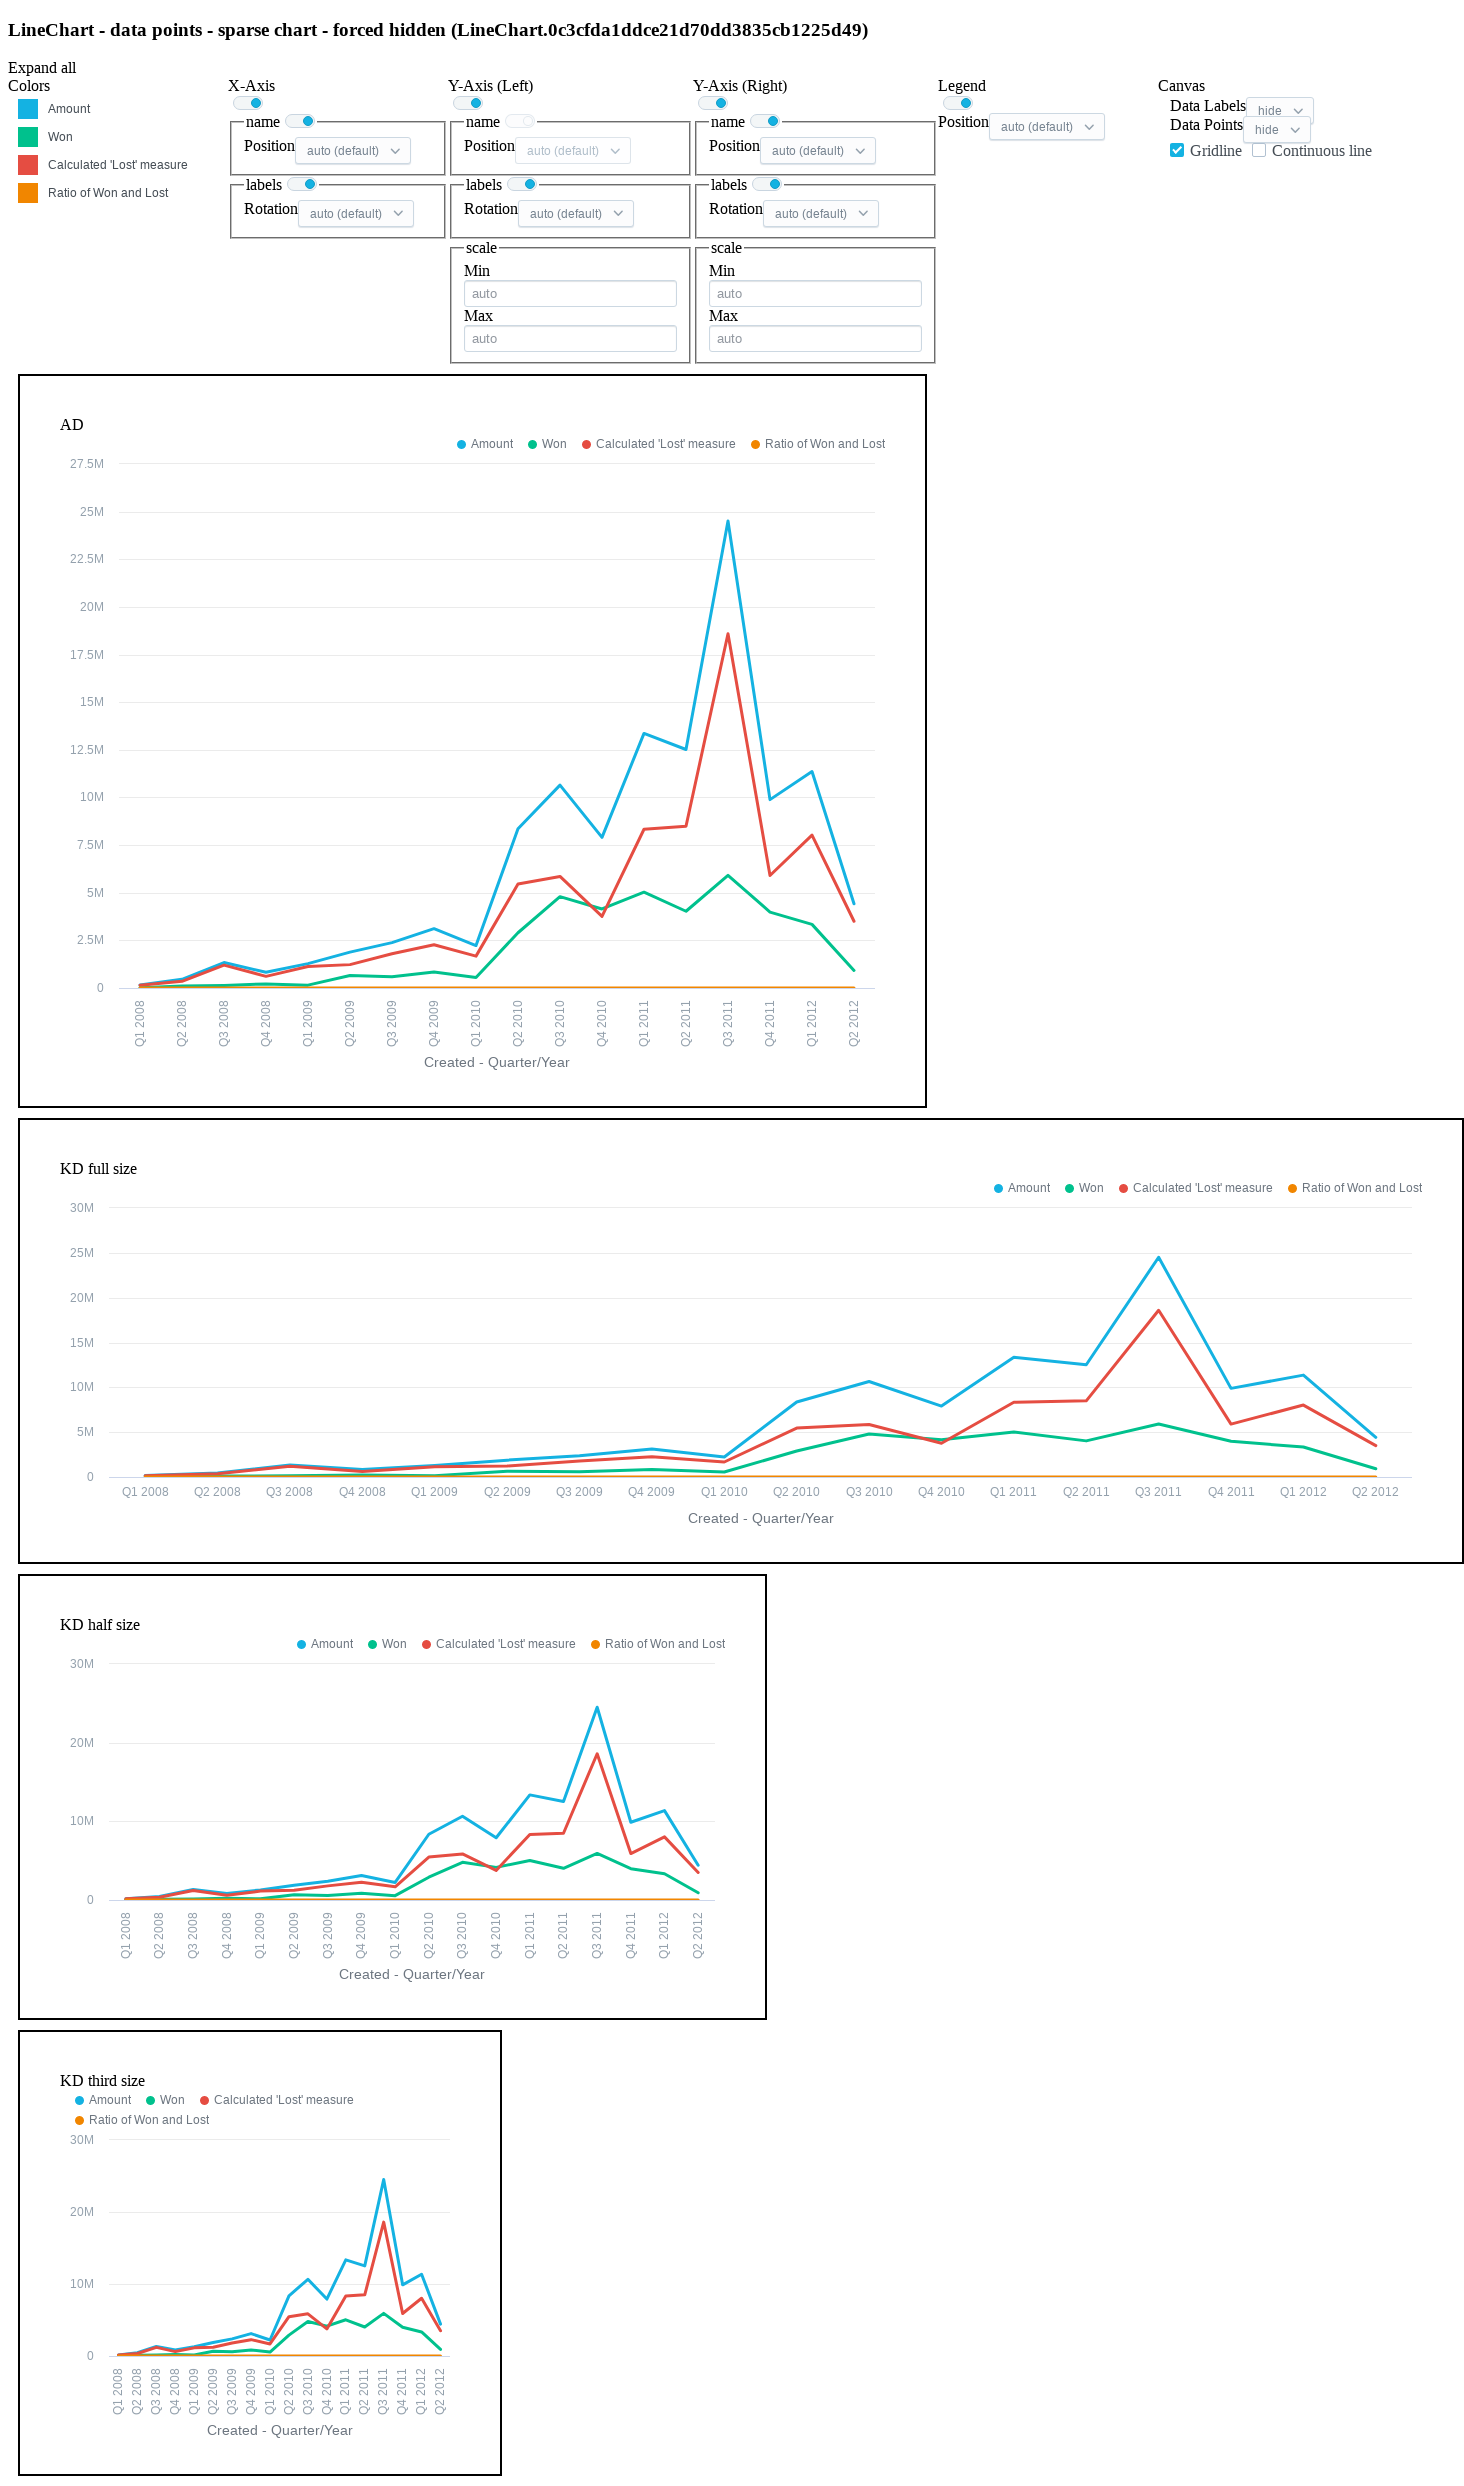 LineChart - data points - sparse chart - forced hidden (LineChart.0c3cfda1ddce21d70dd3835cb1225d49)
Expand all
Colors
Amount
Won
Calculated 'Lost' measure
Ratio of Won and Lost
X-Axis
name
Position auto (default)
labels
Rotation auto (default)
Y-Axis (Left)
name
Position auto (default)
labels
Rotation auto (default)
scale
Min
auto
Max
auto
Y-Axis (Right)
name
Position auto (default)
labels
Rotation auto (default)
scale
Min
auto
Max
auto
Legend
Position auto (default)
Canvas
Data Labels hide
Data Points hide
Gridline Continuous line
AD
Amount Won Calculated 'Lost' measure Ratio of Won and Lost
27.5M
25M
22.5M
20M
17.5M
15M
12.5M
10M
7.5M
5M
2.5M
0
Q1 2008 Q2 2008 Q3 2008 Q4 2008 Q1 2009 Q2 2009 Q3 2009 Q4 2009 Q1 2010 Q2 2010 Q3 2010 Q4 2010 Q1 2011 Q2 2011 Q3 2011 Q4 2011 Q1 2012 Q2 2012
Created - Quarter/Year
KD full size
Amount Won Calculated 'Lost' measure Ratio of Won and Lost
30M
25M
20M
15M
10M
5M
0
Q1 2008 Q2 2008 Q3 2008 Q4 2008 Q1 2009 Q2 2009 Q3 2009 Q4 2009 Q1 2010 Q2 2010 Q3 2010 Q4 2010 Q1 2011 Q2 2011 Q3 2011 Q4 2011 Q1 2012 Q2 2012
Created - Quarter/Year
KD half size
Amount Won Calculated 'Lost' measure Ratio of Won and Lost
30M
20M
10M
0
Q1 2008 Q2 2008 Q3 2008 Q4 2008 Q1 2009 Q2 2009 Q3 2009 Q4 2009 Q1 2010 Q2 2010 Q3 2010 Q4 2010 Q1 2011 Q2 2011 Q3 2011 Q4 2011 Q1 2012 Q2 2012
Created - Quarter/Year
KD third size
Amount Won Calculated 'Lost' measure
Ratio of Won and Lost
30M
20M
10M
0
Q1 2008 Q2 2008 Q3 2008 Q4 2008 Q1 2009 Q2 2009 Q3 2009 Q4 2009 Q1 2010 Q2 2010 Q3 2010 Q4 2010 Q1 2011 Q2 2011 Q3 2011 Q4 2011 Q1 2012 Q2 2012
Created - Quarter/Year